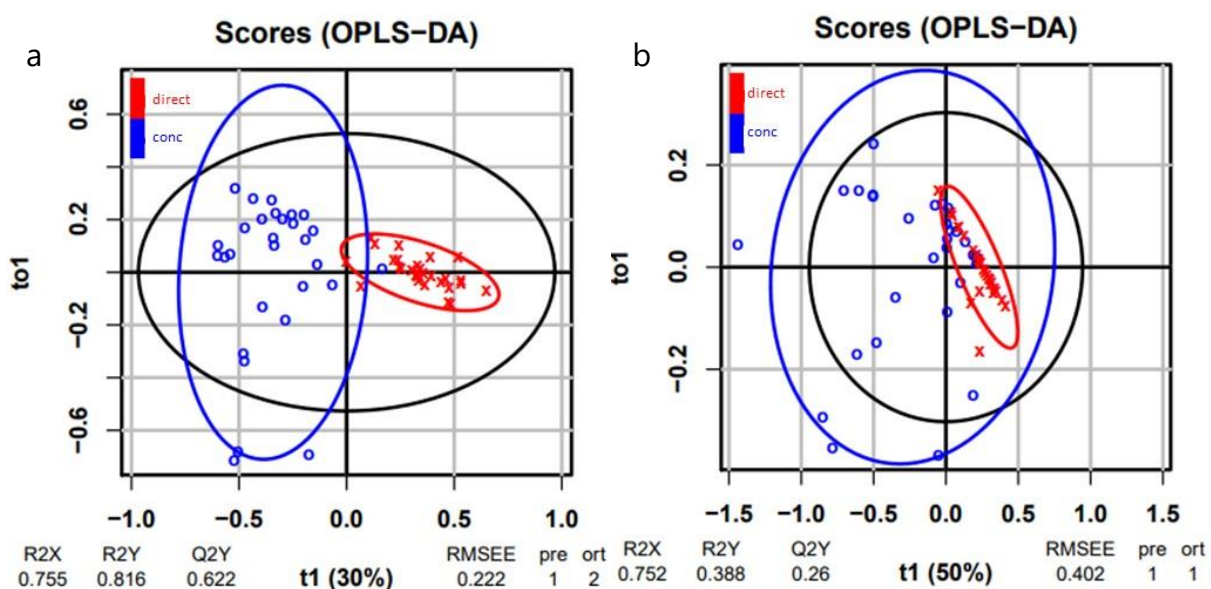 a
Scores (OPLS−DA)
direct
conc
to1
0.6
0.2
−0.2
−0.6
−1.0 −0.5 0.0 0.5 1.0
R2X R2Y Q2Y RMSEE pre ort
0.755 0.816 0.622 t1 (30%) 0.222 1 2
b
Scores (OPLS−DA)
direct
conc
to1
0.2
0.0
−0.2
−1.5 −1.0 −0.5 0.0 0.5 1.0 1.5
R2X R2Y Q2Y RMSEE pre ort
0.752 0.388 0.26 t1 (50%) 0.402 1 1